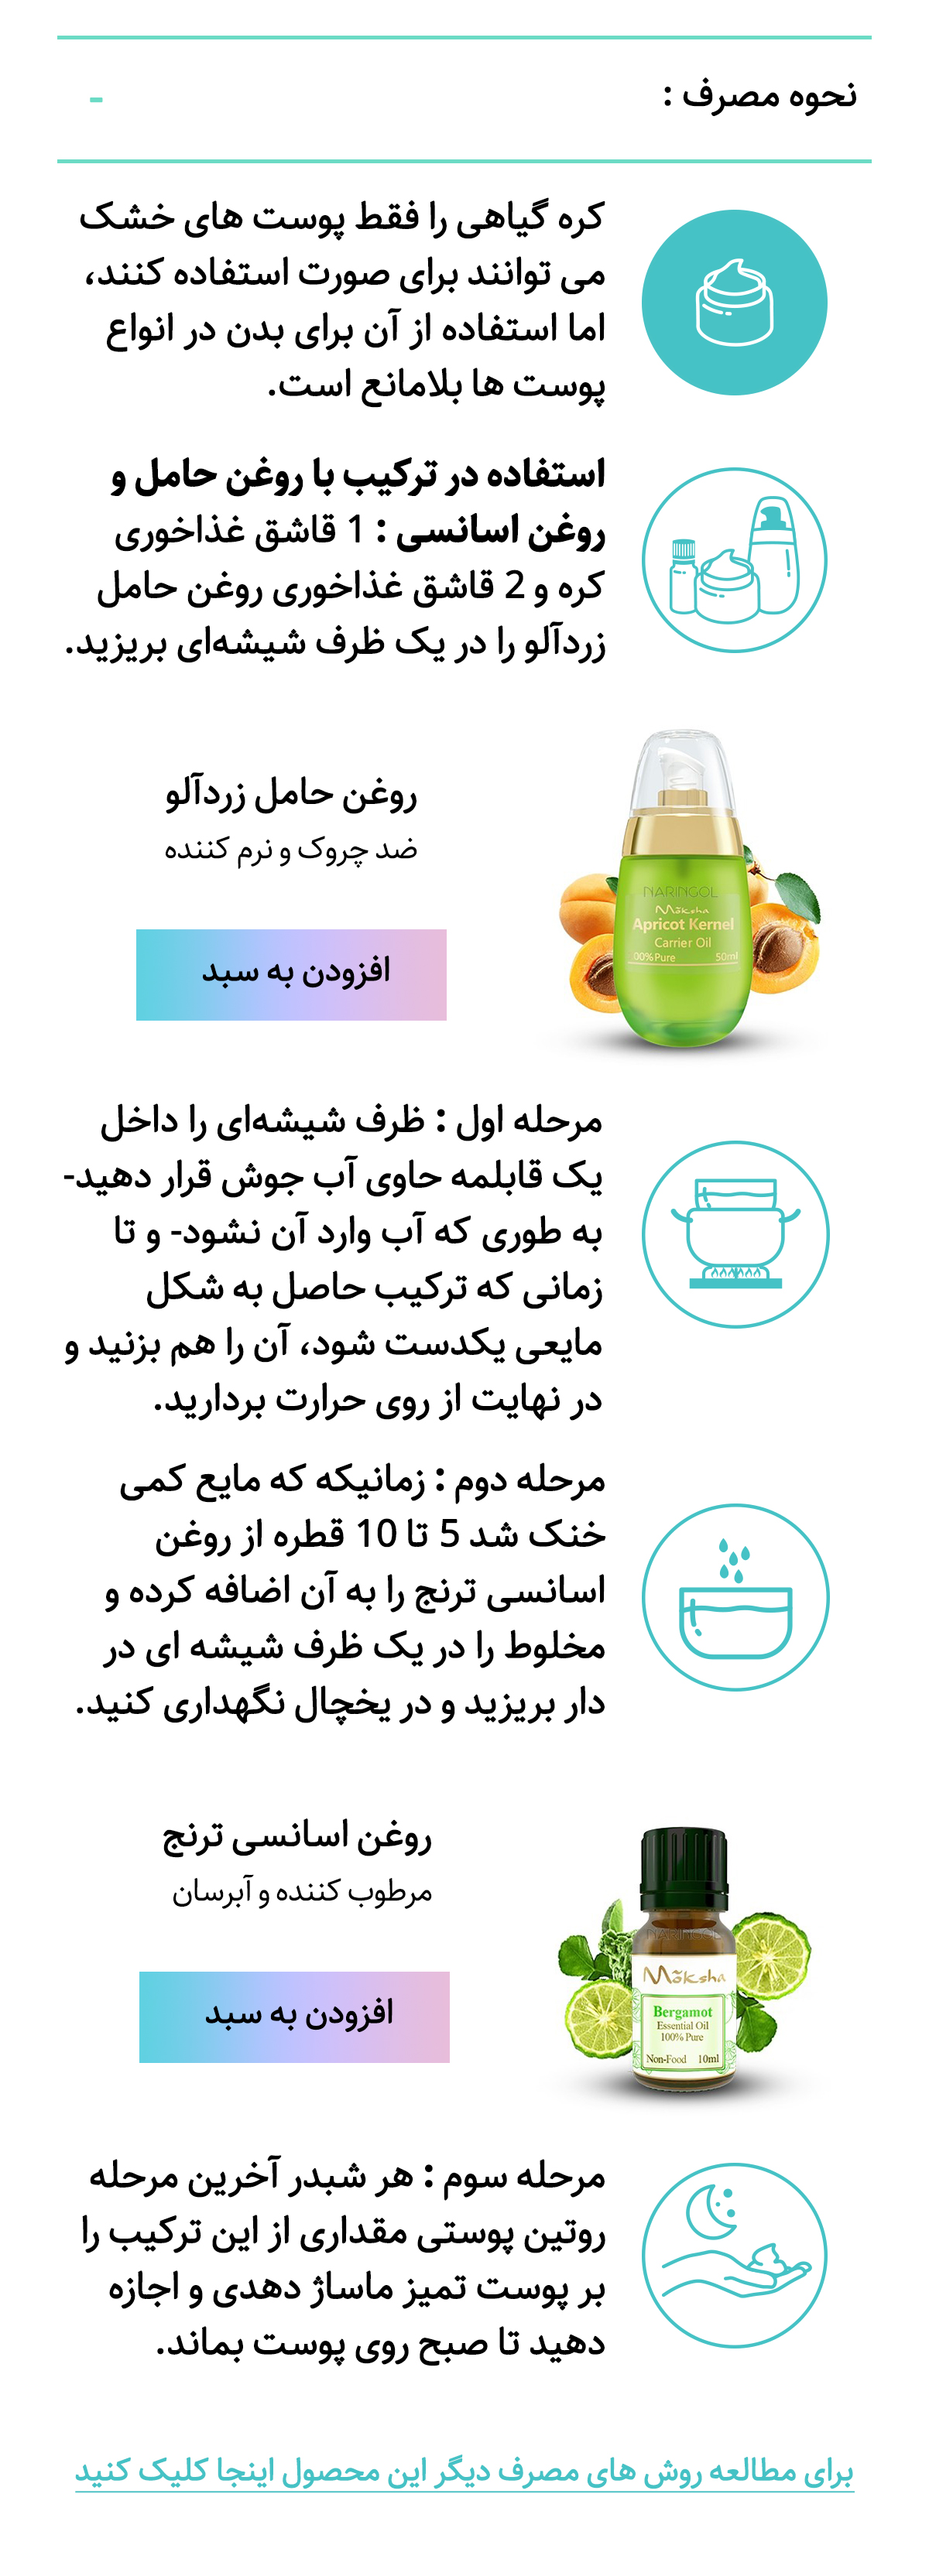 نحوه مصرف :
-
کره گیاهی را فقط پوست های خشک
می توانند برای صورت استفاده کنند،
اما استفاده از آن برای بدن در انواع
پوست ها بلامانع است.
استفاده در ترکیب با روغن حامل و
روغن اسانسی : 1 قاشق غذاخوری
کره و 2 قاشق غذاخوری روغن حامل
زردآلو را در یک ظرف شیشه‌ای بریزید.
روغن حامل زردآلو
ضد چروک و نرم کننده
افزودن به سبد
NARINGOL
Mõksha
Apricot Kernel
Carrier Oil
00% Pure 50ml
مرحله اول : ظرف شیشه‌ای را داخل
یک قابلمه حاوی آب جوش قرار دهید-
به طوری که آب وارد آن نشود- و تا
زمانی که ترکیب حاصل به شکل
مایعی یکدست شود، آن را هم بزنید و
در نهایت از روی حرارت بردارید.
مرحله دوم : زمانیکه که مایع کمی
خنک شد 5 تا 10 قطره از روغن
اسانسی ترنج را به آن اضافه کرده و
مخلوط را در یک ظرف شیشه ای در
دار بریزید و در یخچال نگهداری کنید.
روغن اسانسی ترنج
مرطوب کننده و آبرسان
افزودن به سبد
NARINGOL
Mõksha
Bergamot
Essential Oil
100% Pure
Non-Food 10ml
مرحله سوم : هر شبدر آخرین مرحله
روتین پوستی مقداری از این ترکیب را
بر پوست تمیز ماساژ دهدی و اجازه
دهید تا صبح روی پوست بماند.
برای مطالعه روش های مصرف دیگر این محصول اینجا کلیک کنید